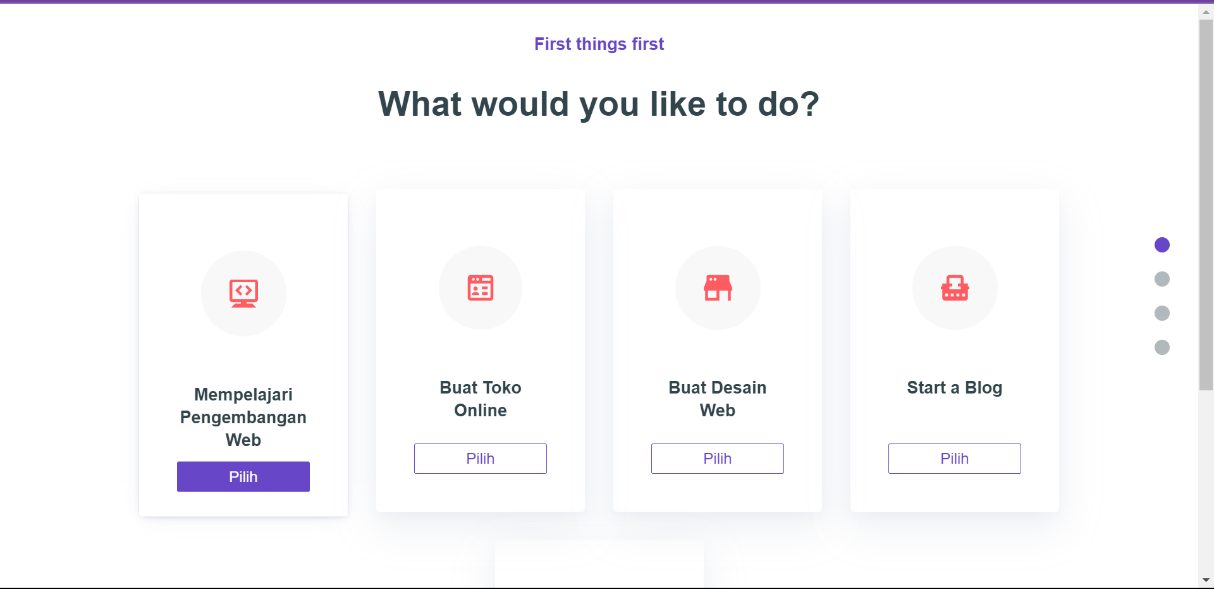 First things first
What would you like to do?
Mempelajari
Pengembangan
Web
Pilih
Buat Toko
Online
Pilih
Buat Desain
Web
Pilih
Start a Blog
Pilih